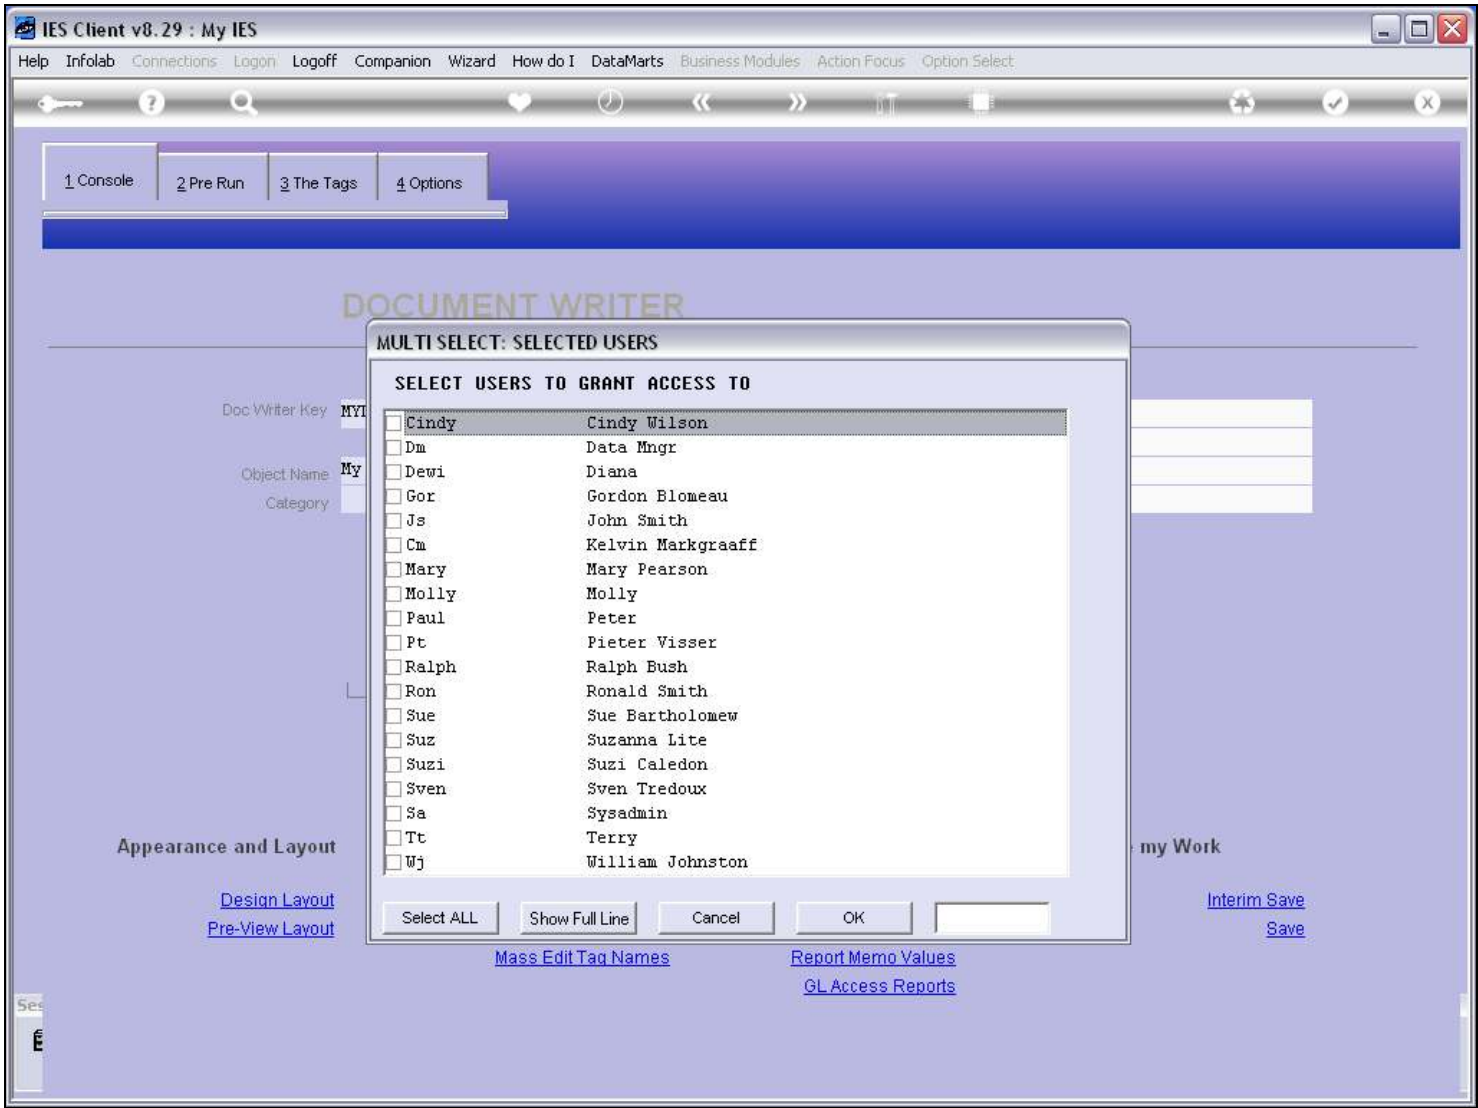 IES Client v8.29 : My IES
Help Infolab Connections Logon Logoff Companion Wizard How do I DataMarts Business Modules Action Focus Option Select
1 Console 2 Pre Run 3 The Tags 4 Options
DOCUMENT WRITER
MULTI SELECT: SELECTED USERS
SELECT USERS TO GRANT ACCESS TO
Doc Writer Key
Object Name My
Category
Cindy Cindy Wilson
Dm Data Mngr
Dewi Diana
Gor Gordon Blomeau
Js John Smith
Cm Kelvin Markgraaff
Mary Mary Pearson
Molly Molly
Paul Peter
Pt Pieter Visser
Ralph Ralph Bush
Ron Ronald Smith
Sue Sue Bartholomew
Suz Suzanna Lite
Suzi Suzi Caledon
Sven Sven Tredoux
Sa Sysadmin
Tt Terry
Wj William Johnston
Select ALL Show Full Line Cancel OK
Appearance and Layout my Work
Design Layout Interim Save
Pre-View Layout Save
Mass Edit Tag Names Report Memo Values
GL Access Reports